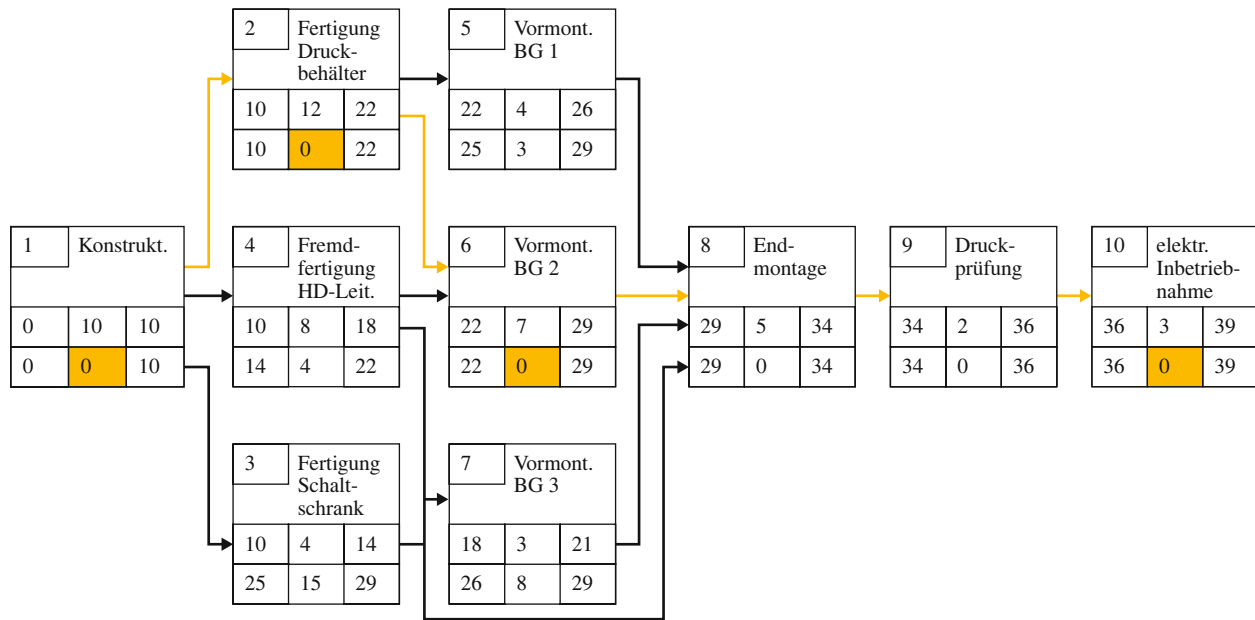 2 Fertigung
Druck-
behälter
10 12 22
10 0 22
5 Vormont.
BG 1
22 4 26
25 3 29
1 Konstrukt.
0 10 10
0 0 10
4 Fremd-
fertigung
HD-Leit.
10 8 18
14 4 22
6 Vormont.
BG 2
22 7 29
22 0 29
8 End-
montage
29 5 34
29 0 34
9 Druck-
prüfung
34 2 36
34 0 36
10 elektr.
Inbetrieb-
nahme
36 3 39
36 0 39
3 Fertigung
Schalt-
schrank
10 4 14
25 15 29
7 Vormont.
BG 3
18 3 21
26 8 29